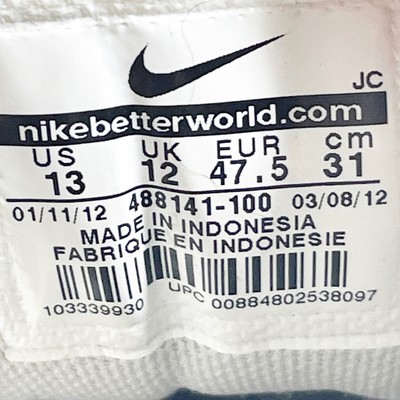 JC
nikebetterworld.com
US UK EUR cm
13 12 47.5 31
01/11/12 488141-100 03/08/12
MADE IN INDONESIA
FABRIQUE EN INDONESIE
103339930 UPC 00884802538097